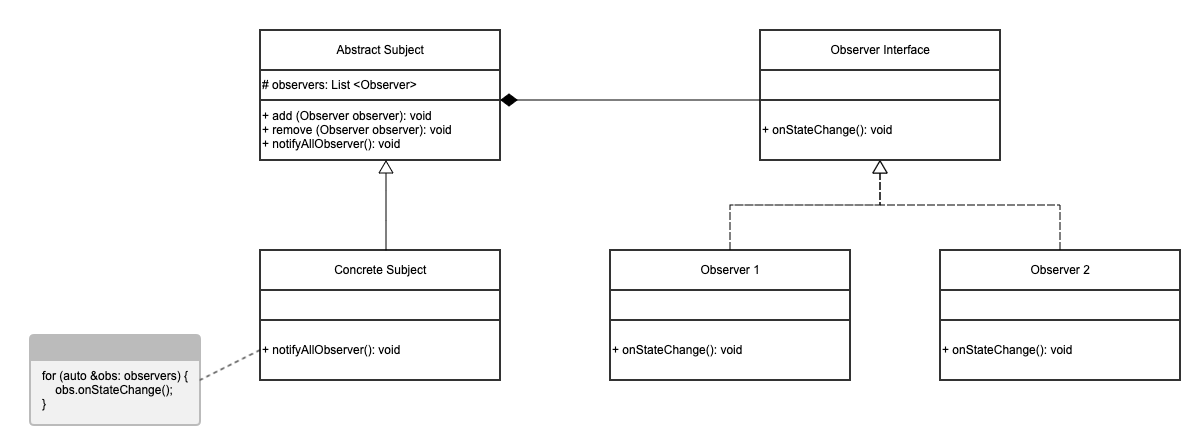 Abstract Subject
# observers: List <Observer>
+ add (Observer observer): void
+ remove (Observer observer): void
+ notifyAllObserver(): void
Observer Interface
+ onStateChange(): void
Concrete Subject
+ notifyAllObserver(): void
Observer 1
+ onStateChange(): void
Observer 2
+ onStateChange(): void
for (auto &obs: observers) {
obs.onStateChange();
}